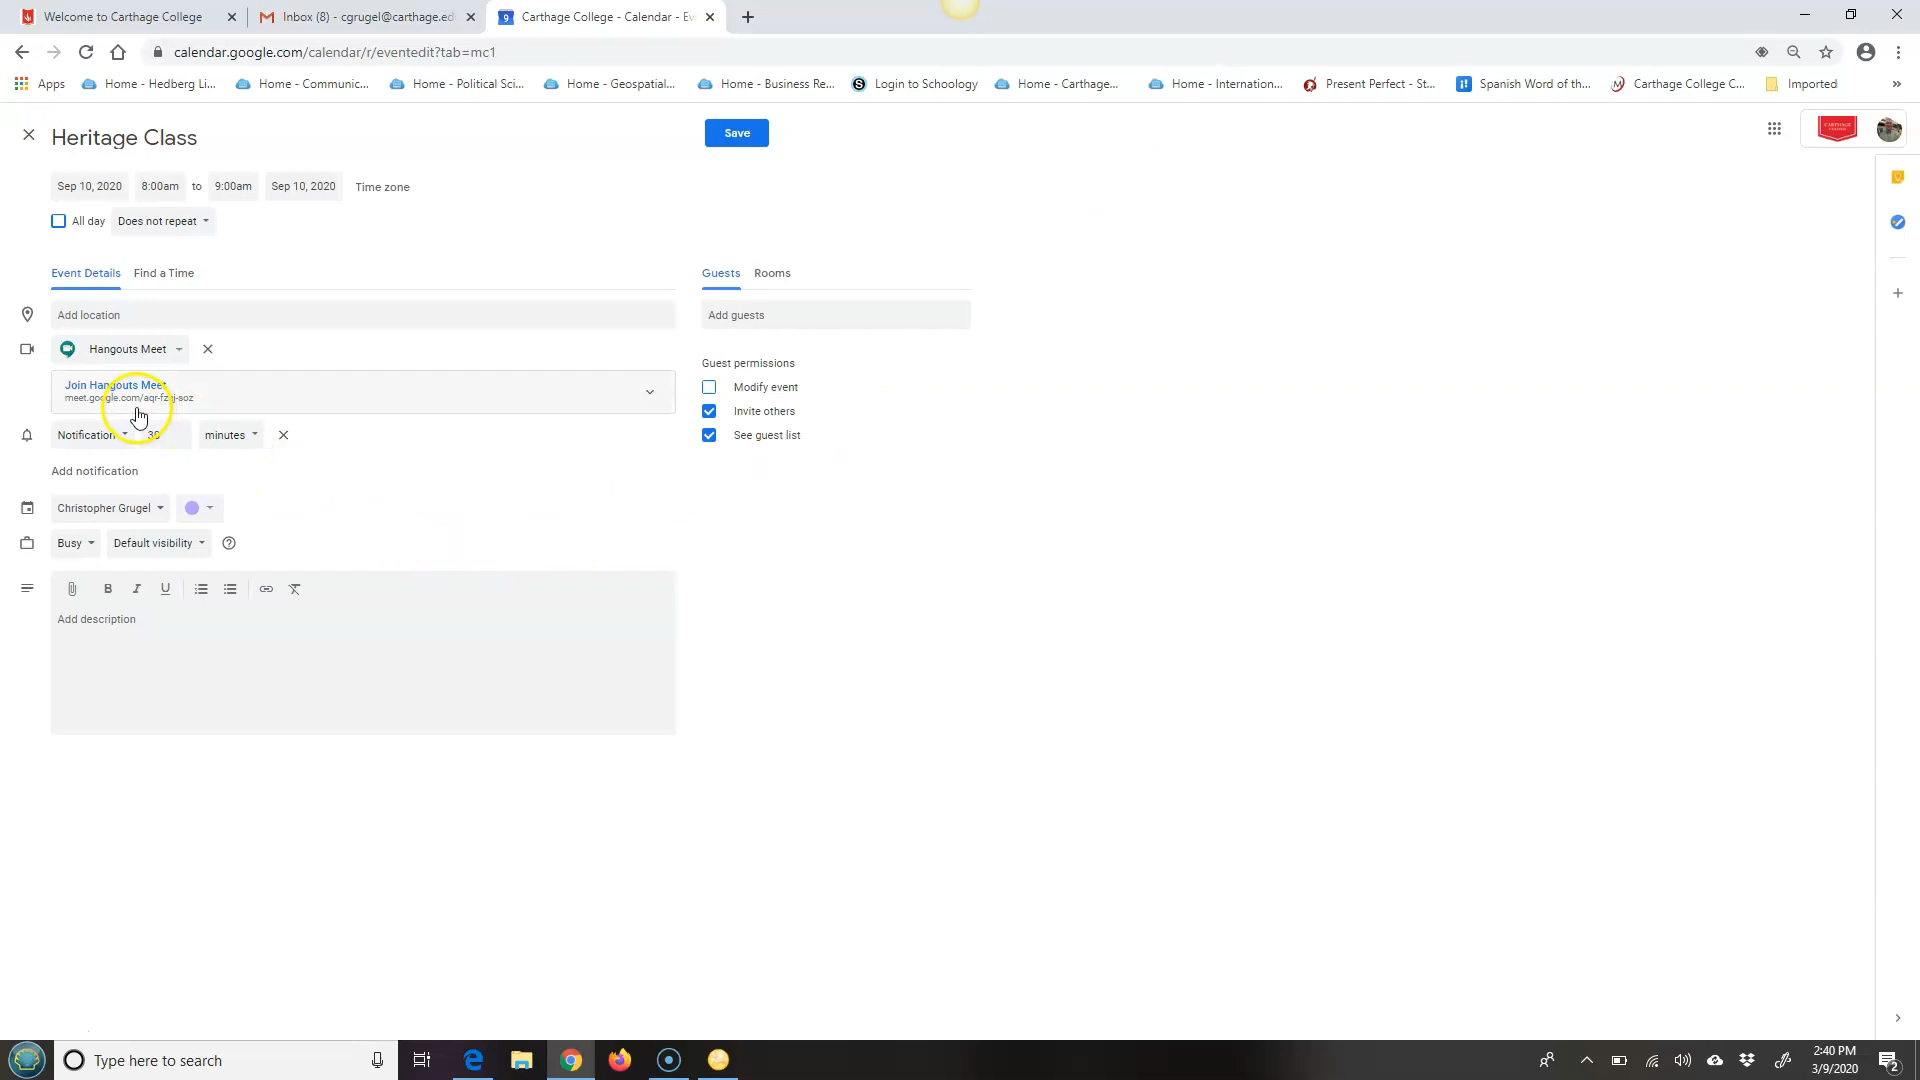 Welcome to Carthage College
Inbox (8) - cgrugel@carthage.ed
Carthage College - Calendar - Ev
calendar.google.com/calendar/r/eventedit?tab=mc1
Apps
Home - Hedberg Li...
Home - Communic...
Home - Political Sci...
Home - Geospatial...
Home - Business Re...
Login to Schoology
Home - Carthage...
Home - Internation...
Present Perfect - St...
Spanish Word of th...
Carthage College C...
Imported
»
Heritage Class
Save
Sep 10, 2020
8:00am
to
9:00am
Sep 10, 2020
Time zone
All day
Does not repeat
Event Details
Find a Time
Guests
Rooms
Add location
Add guests
Hangouts Meet
Guest permissions
Join Hangouts Meet
Modify event
Invite others
Notification
minutes
See guest list
Add notification
Christopher Grugel
Busy
Default visibility
B
I
U
Add description
Type here to search
2:40 PM
3/9/2020
2